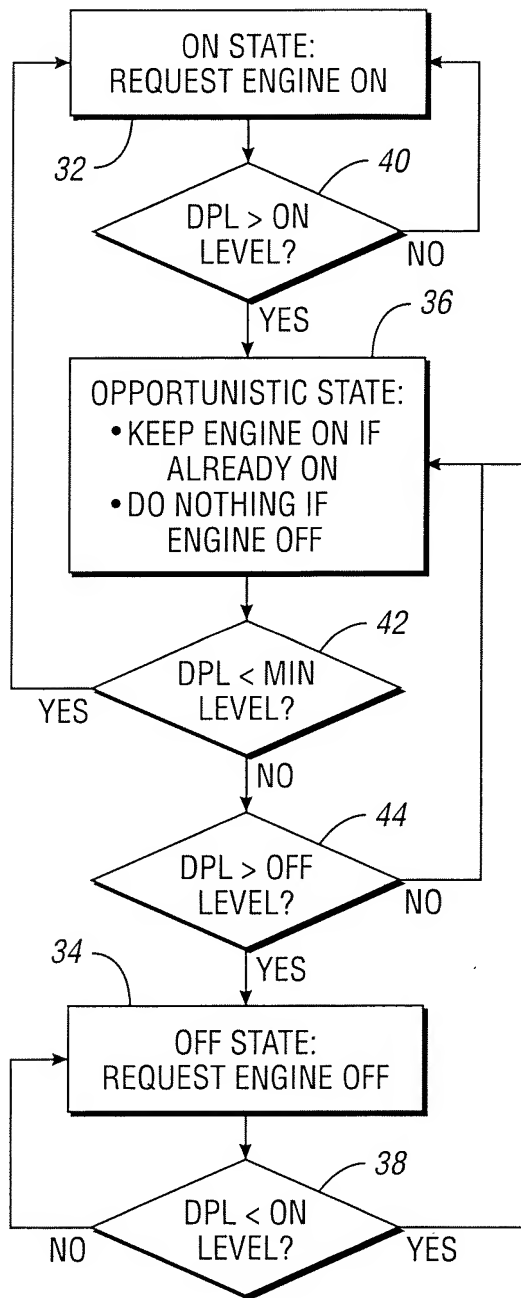 ON STATE:
REQUEST ENGINE ON
32
40
DPL > ON
LEVEL?
NO
YES
36
OPPORTUNISTIC STATE:
• KEEP ENGINE ON IF
ALREADY ON
• DO NOTHING IF
ENGINE OFF
42
DPL < MIN
LEVEL?
YES
NO
44
DPL > OFF
LEVEL?
NO
YES
34
OFF STATE:
REQUEST ENGINE OFF
38
DPL < ON
LEVEL?
NO
YES